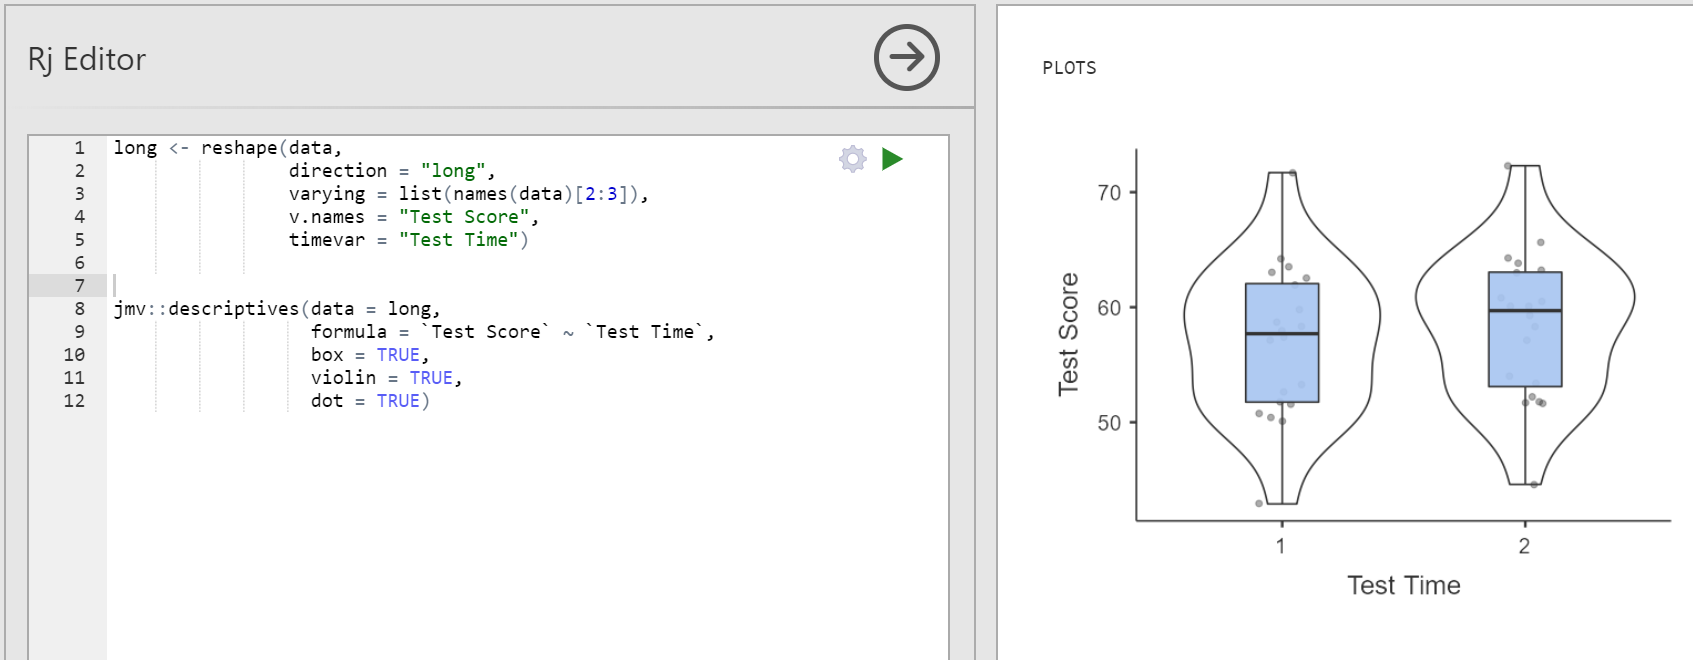 Rj Editor
1 long <- reshape(data,
2                 direction = "long",
3                 varying = list(names(data)[2:3]),
4                 v.names = "Test Score",
5                 timevar = "Test Time")
6
7
8 jmv::descriptives(data = long,
9                   formula = `Test Score` ~ `Test Time`,
10                   box = TRUE,
11                   violin = TRUE,
12                   dot = TRUE)
PLOTS
70
60
50
Test Score
1 2
Test Time